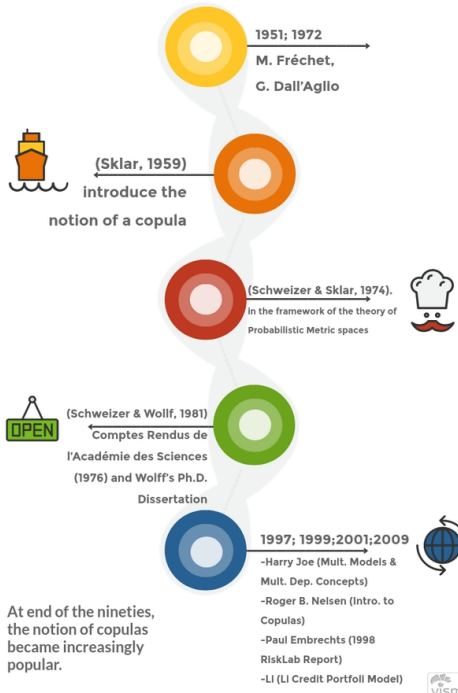 1951; 1972
M. Fréchet,
G. Dall'Aglio
(Sklar, 1959)
introduce the
notion of a copula
(Schweizer & Sklar, 1974).
in the framework of the theory of
Probabilistic Metric spaces
OPEN
(Schweizer & Wollf, 1981)
Comptes Rendus de
l'Académie des Sciences
(1976) and Wolff's Ph.D.
Dissertation
1997; 1999;2001;2009
-Harry Joe (Mult. Models &
Mult. Dep. Concepts)
-Roger B. Nelsen (Intro. to
Copulas)
-Paul Embrechts (1998
RiskLab Report)
-Li (Li Credit Portfoli Model)
At end of the nineties,
the notion of copulas
became increasingly
popular.